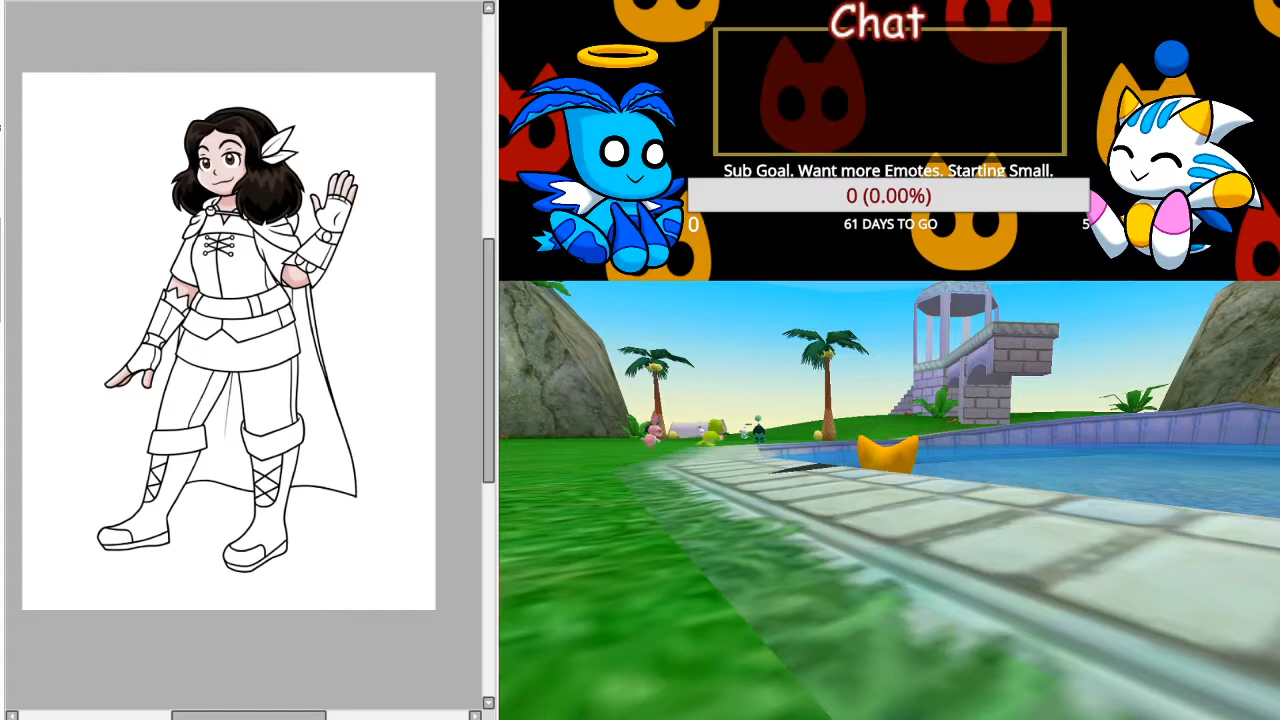 Chat
Sub Goal. Want more Emotes. Starting Small.
0 (0.00%)
0 61 DAYS TO GO 5